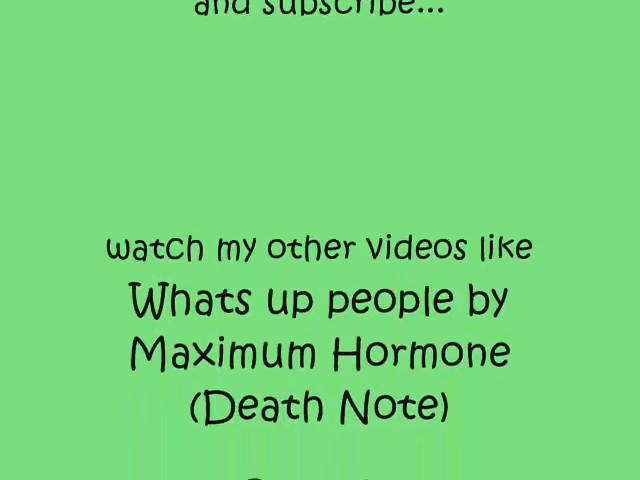 and subscribe...
watch my other videos like
Whats up people by
Maximum Hormone
(Death Note)